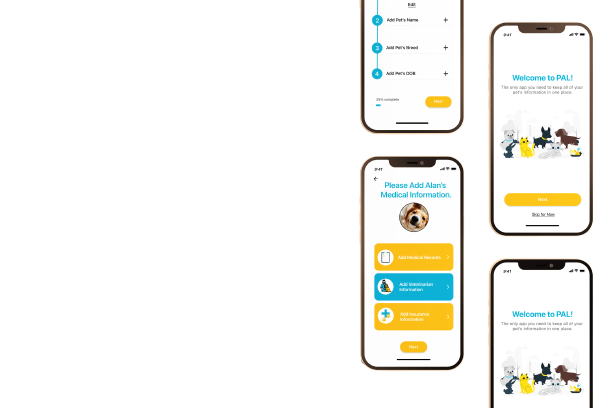 Edit
2 Add Pet's Name +
3 Add Pet's Breed +
4 Add Pet's DOB +
25% complete
Next
9:41
Please Add Alan's
Medical Information.
Add Medical Records
Add Veterinarian
Information
Add Insurance
Information
Next
9:41
Welcome to PAL!
The only app you need to keep all of your
pet's information in one place.
Next
Skip for Now
9:41
Welcome to PAL!
The only app you need to keep all of your
pet's information in one place.